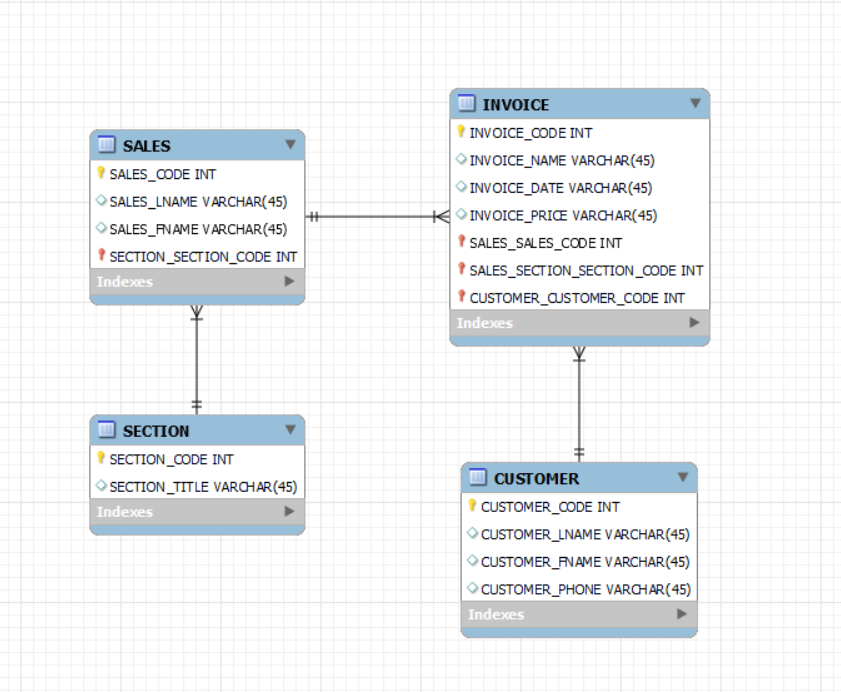 SALES
SALES_CODE INT
SALES_LNAME VARCHAR(45)
SALES_FNAME VARCHAR(45)
SECTION_SECTION_CODE INT
Indexes
INVOICE
INVOICE_CODE INT
INVOICE_NAME VARCHAR(45)
INVOICE_DATE VARCHAR(45)
INVOICE_PRICE VARCHAR(45)
SALES_SALES_CODE INT
SALES_SECTION_SECTION_CODE INT
CUSTOMER_CUSTOMER_CODE INT
Indexes
SECTION
SECTION_CODE INT
SECTION_TITLE VARCHAR(45)
Indexes
CUSTOMER
CUSTOMER_CODE INT
CUSTOMER_LNAME VARCHAR(45)
CUSTOMER_FNAME VARCHAR(45)
CUSTOMER_PHONE VARCHAR(45)
Indexes